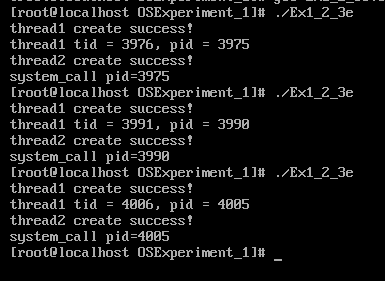 [root@localhost OSExperiment_1]# ./Ex1_2_3e
thread1 create success!
thread1 tid = 3976, pid = 3975
thread2 create success!
system_call pid=3975
[root@localhost OSExperiment_1]# ./Ex1_2_3e
thread1 create success!
thread1 tid = 3991, pid = 3990
thread2 create success!
system_call pid=3990
[root@localhost OSExperiment_1]# ./Ex1_2_3e
thread1 create success!
thread1 tid = 4006, pid = 4005
thread2 create success!
system_call pid=4005
[root@localhost OSExperiment_1]# _